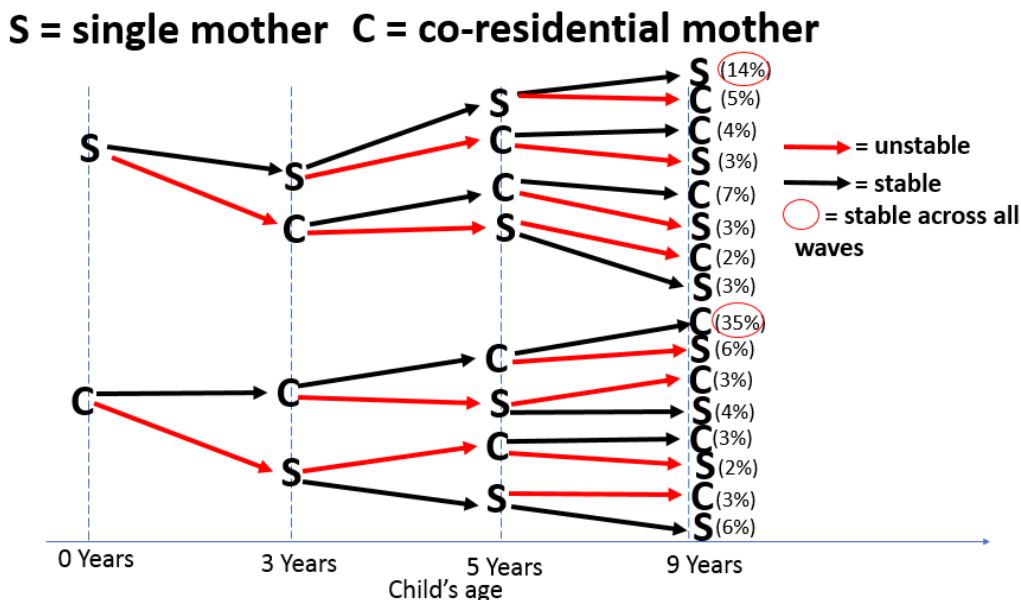 S = single mother C = co-residential mother
S (14%)
S
C (5%)
C
C (4%)
S
S (3%)
S
C
C (7%)
C
S
S (3%)
C (2%)
S (3%)
= unstable
= stable
= stable across all
waves
C (35%)
C
S (6%)
C
C
S
C (3%)
S (4%)
S
C
C (3%)
S (2%)
S
C (3%)
S (6%)
0 Years
3 Years
5 Years
9 Years
Child's age